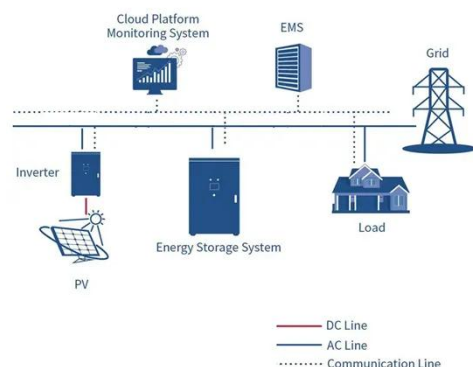 Cloud Platform
Monitoring System
EMS
Grid
Inverter
Energy Storage System
Load
PV
DC Line
AC Line
Communication Line